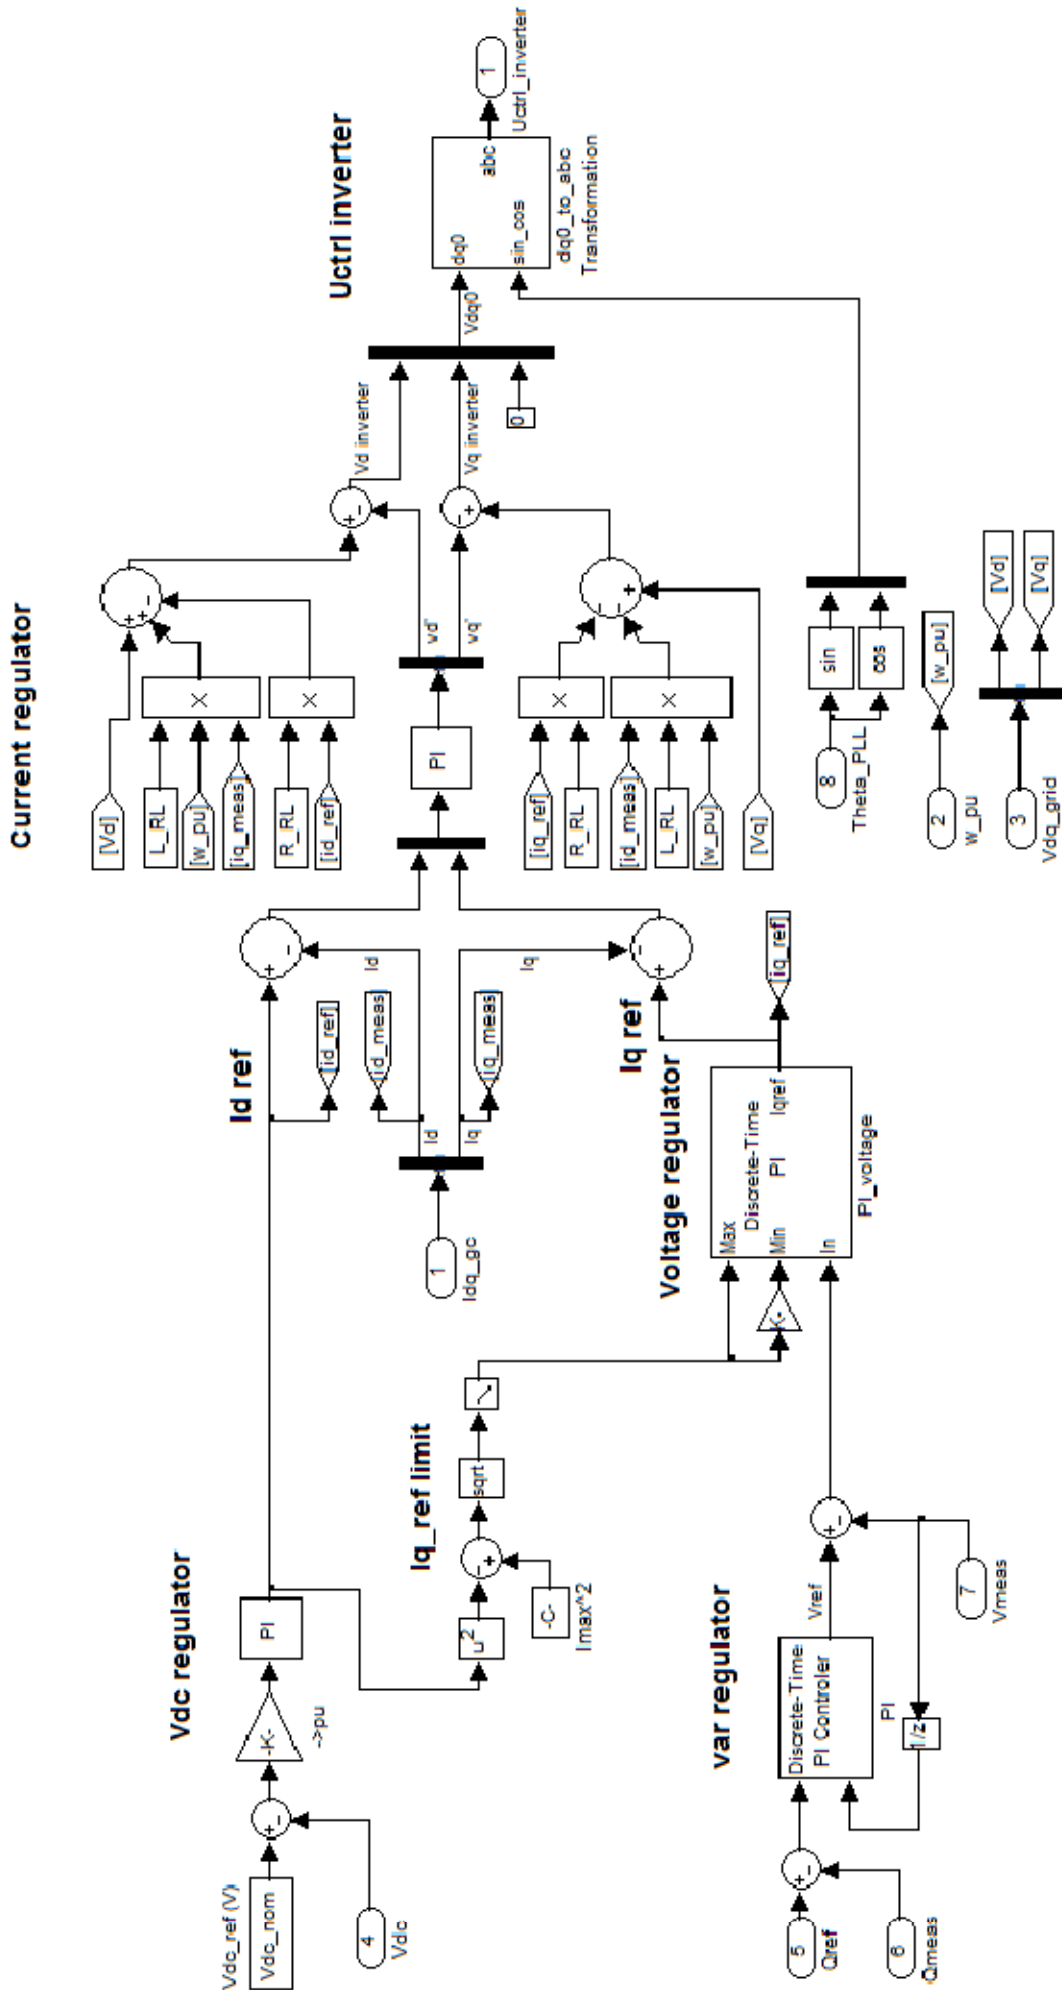 Current regulator
[Vd]
L_RL
[w_pu]
[iq_meas]
R_RL
[id_ref]
×
×
+
+
-
+
-
Vd inverter
Uctrl inverter
Vdc regulator
Vdc_ref (V)
Vdc_nom
4
Vdc
+
-
-K-
->pu
PI
Id ref
[id_ref]
[id_meas]
+
-
Id
Id
Iq
Iq
[iq_meas]
1
Idq_gc
PI
vd'
vq'
-
+
Vq inverter
0
Vdq0
dq0
sin_cos
abc
dq0_to_abc
Transformation
1
Uctrl_inverter
Iq_ref limit
u²
-C-
Imax^2
-
+
sqrt
Iq ref
-
+
[iq_ref]
[iq_ref]
R_RL
[id_meas]
L_RL
[w_pu]
[Vq]
×
×
-
-
+
Voltage regulator
Max
Min
In
Discrete-Time
PI
Iqref
PI_voltage
K-
var regulator
5
Qref
6
Qmeas
+
-
Discrete-Time
PI Controler
PI
1/z
Vref
+
-
7
Vmeas
8
Theta_PLL
sin
cos
2
w_pu
[w_pu]
3
Vdq_grid
[Vd]
[Vq]